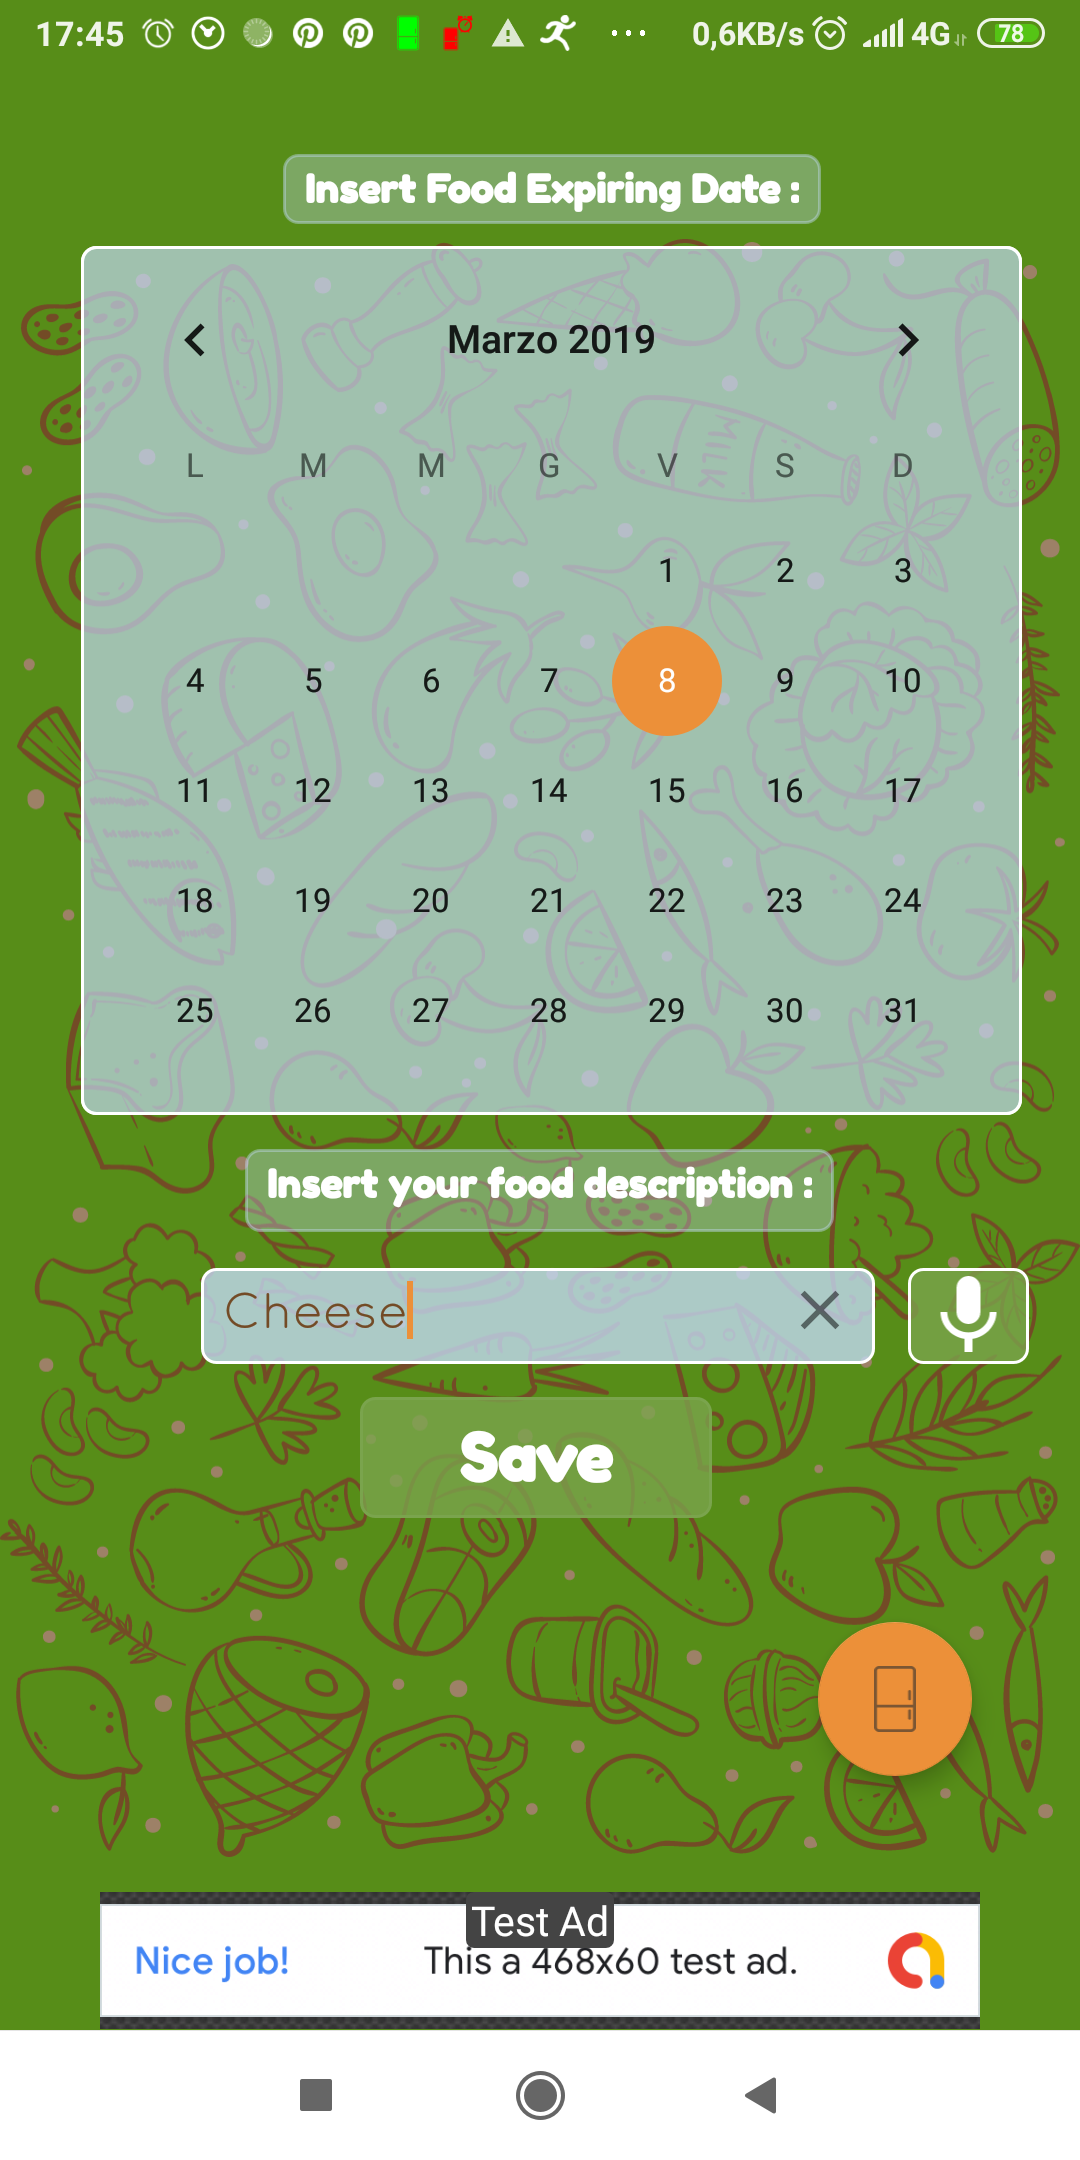 17:45 ... 0,6KB/s 4G 78
Insert Food Expiring Date :
Marzo 2019
L M M G V S D
MILK
1 2 3
4 5 6 7 8 9 10
11 12 13 14 15 16 17
18 19 20 21 22 23 24
25 26 27 28 29 30 31
Insert your food description :
Cheese
Save
Test Ad
Nice job! This a 468x60 test ad.